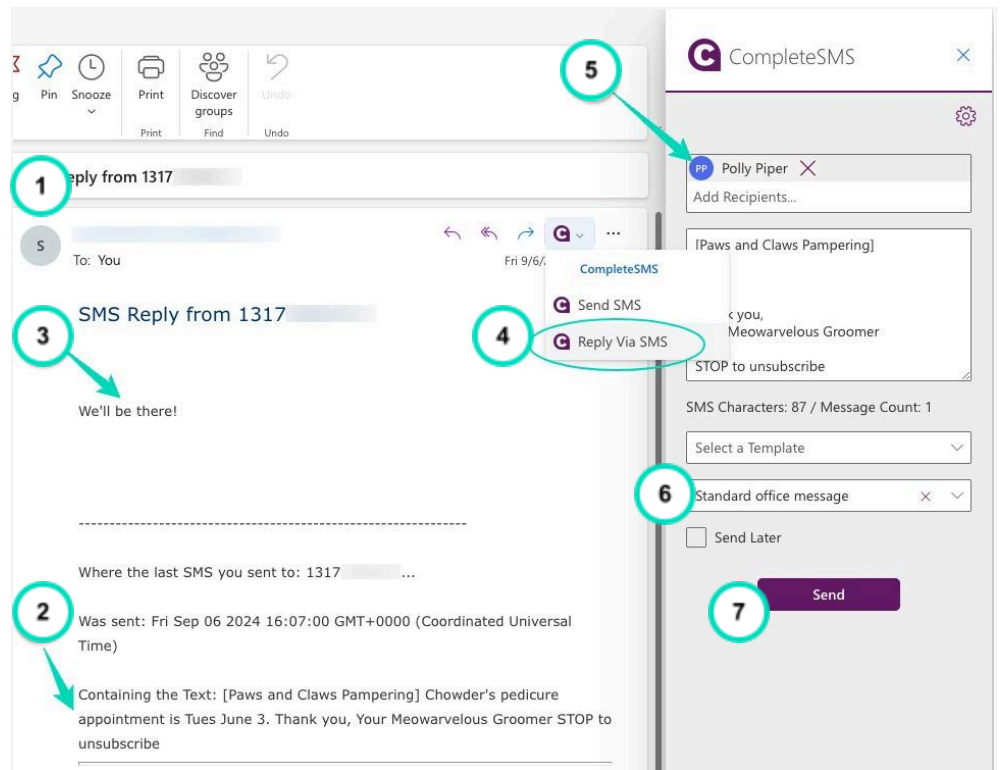 g
Pin
Snooze
Print
Discover
groups
Undo
Print
Find
Undo
1
eply from 1317
S
To: You
Fri 9/6/
SMS Reply from 1317
3
We'll be there!
------------------------------------------------------------
Where the last SMS you sent to: 1317 ...
2
Was sent: Fri Sep 06 2024 16:07:00 GMT+0000 (Coordinated Universal
Time)
Containing the Text: [Paws and Claws Pampering] Chowder's pedicure
appointment is Tues June 3. Thank you, Your Meowarvelous Groomer STOP to
unsubscribe
CompleteSMS
Send SMS
4
Reply Via SMS
5
CompleteSMS
PP Polly Piper
Add Recipients...
[Paws and Claws Pampering]
you,
Meowarvelous Groomer
STOP to unsubscribe
SMS Characters: 87 / Message Count: 1
Select a Template
6
Standard office message
Send Later
7
Send